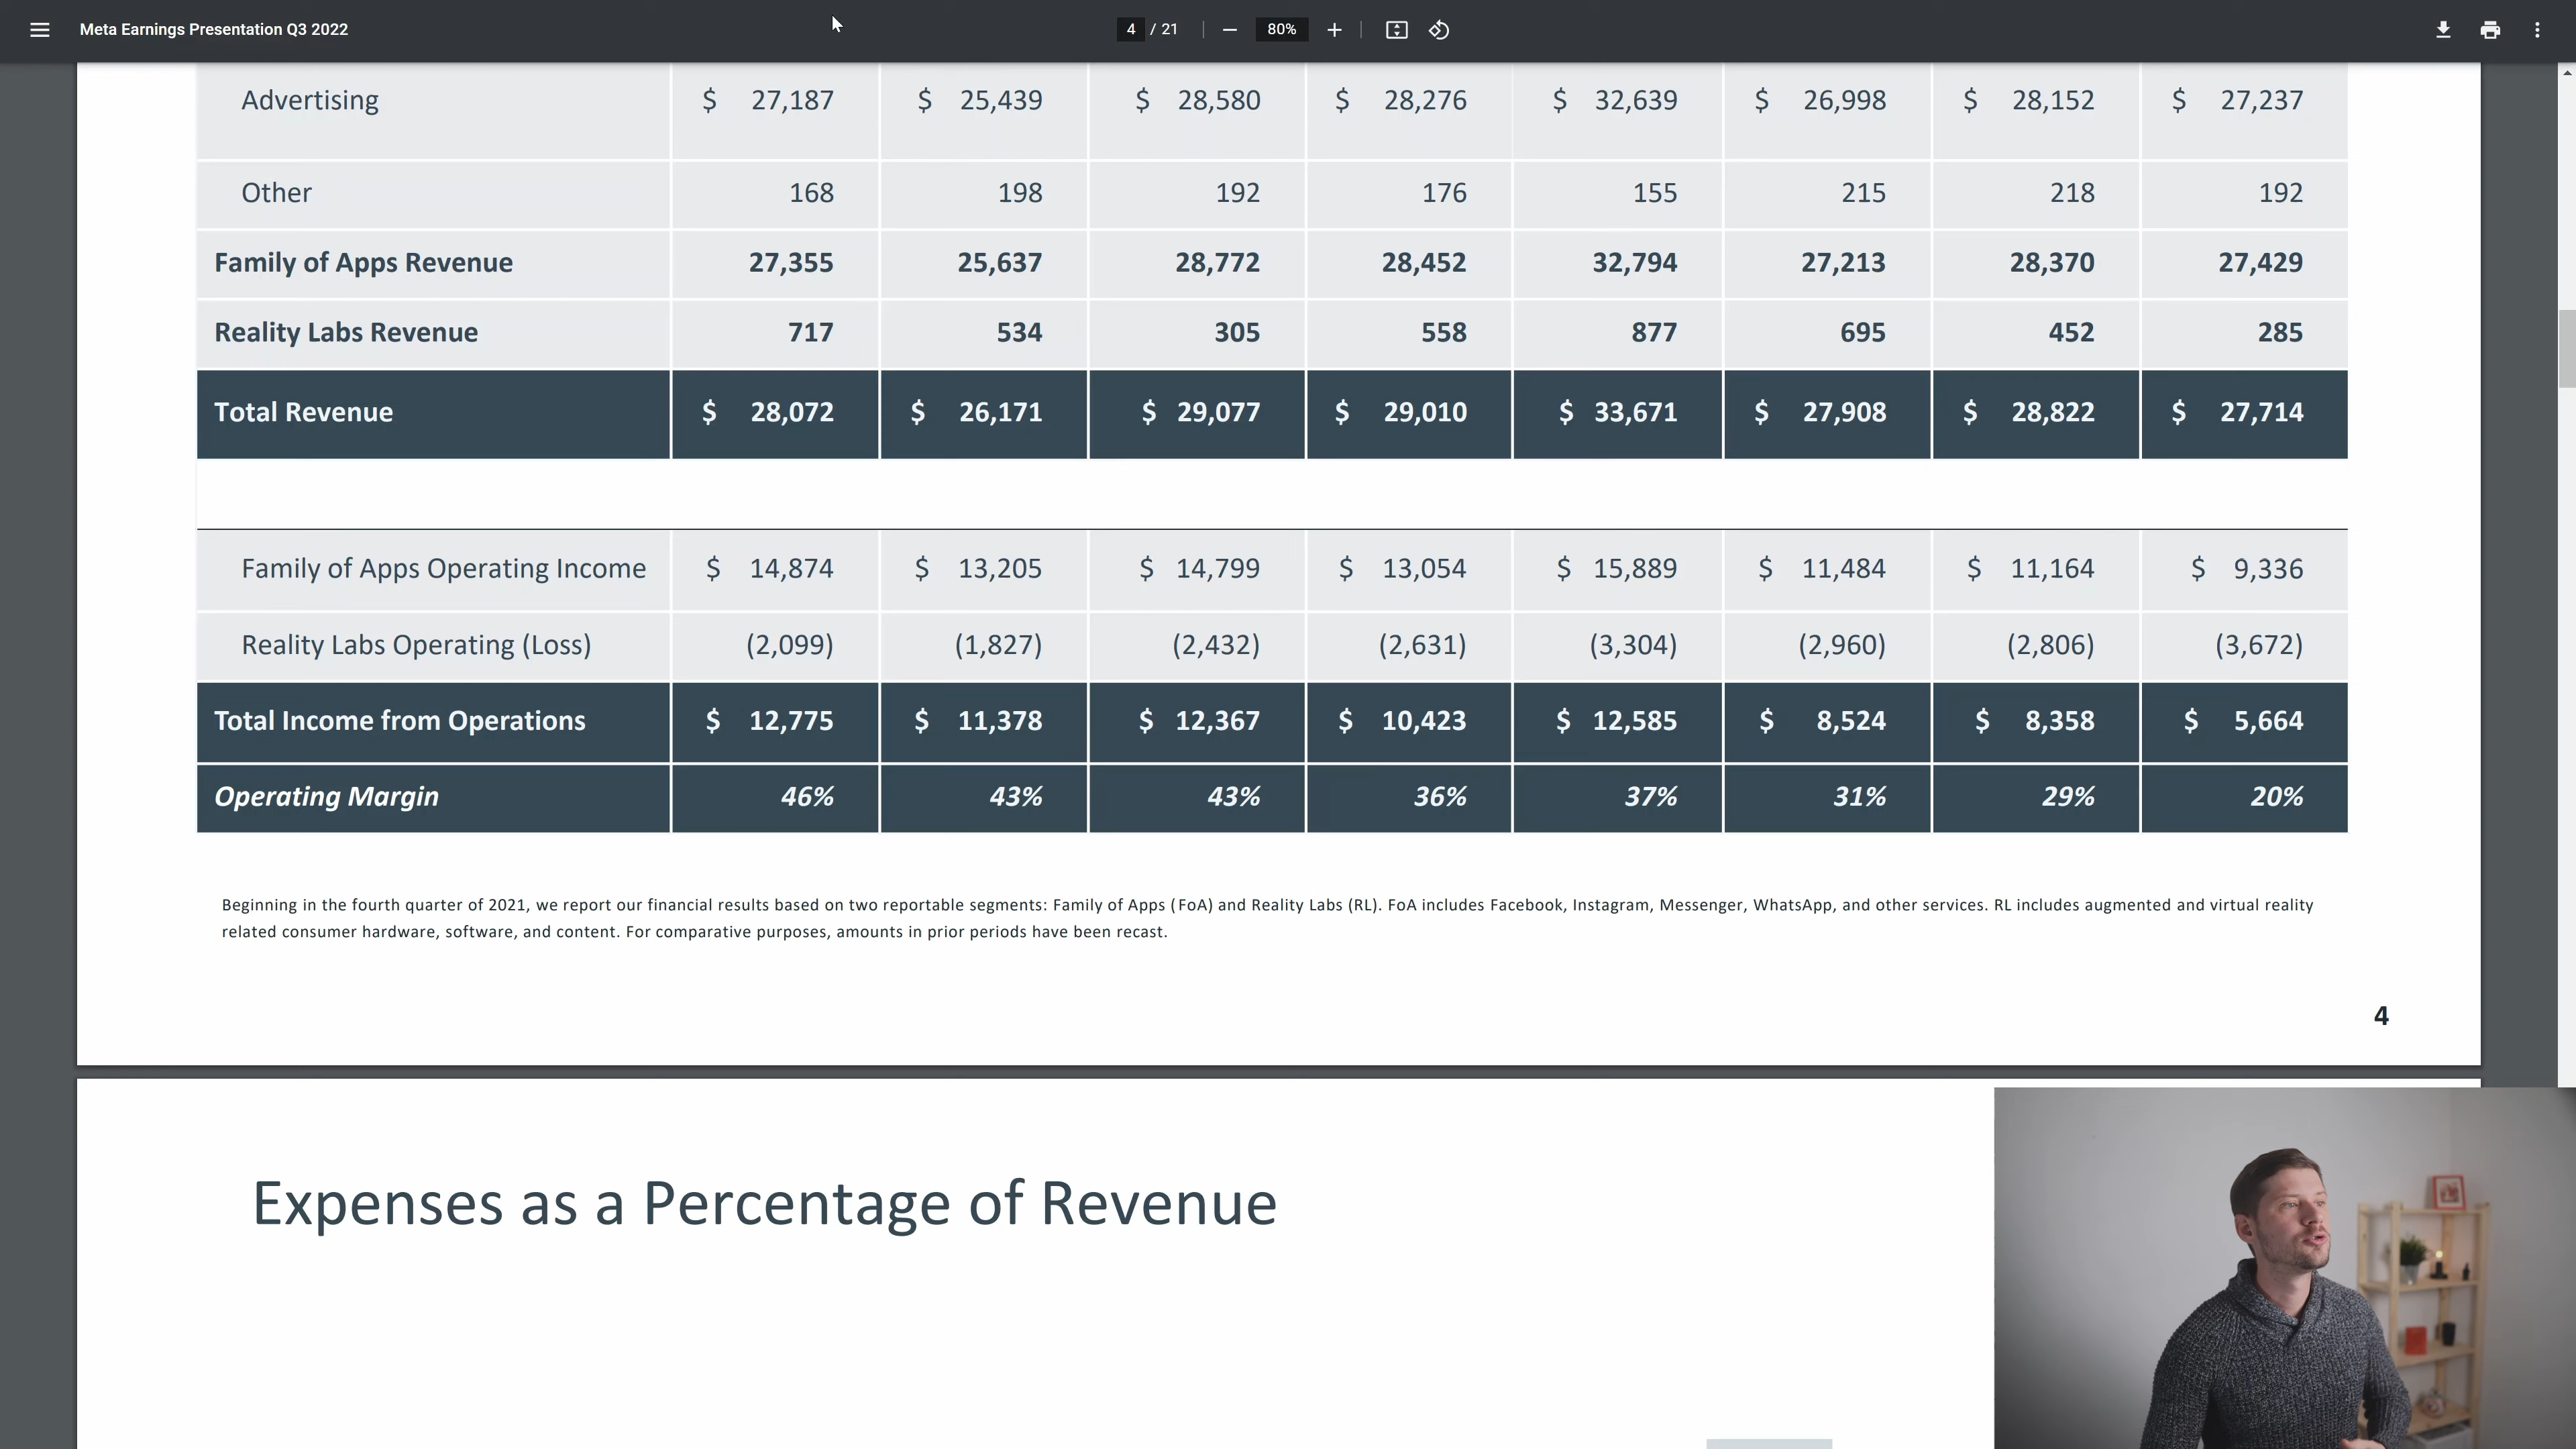 Meta Earnings Presentation Q3 2022 4 / 21 80%
Advertising $ 27,187 $ 25,439 $ 28,580 $ 28,276 $ 32,639 $ 26,998 $ 28,152 $ 27,237
Other 168 198 192 176 155 215 218 192
Family of Apps Revenue 27,355 25,637 28,772 28,452 32,794 27,213 28,370 27,429
Reality Labs Revenue 717 534 305 558 877 695 452 285
Total Revenue $ 28,072 $ 26,171 $ 29,077 $ 29,010 $ 33,671 $ 27,908 $ 28,822 $ 27,714
Family of Apps Operating Income $ 14,874 $ 13,205 $ 14,799 $ 13,054 $ 15,889 $ 11,484 $ 11,164 $ 9,336
Reality Labs Operating (Loss) (2,099) (1,827) (2,432) (2,631) (3,304) (2,960) (2,806) (3,672)
Total Income from Operations $ 12,775 $ 11,378 $ 12,367 $ 10,423 $ 12,585 $ 8,524 $ 8,358 $ 5,664
Operating Margin 46% 43% 43% 36% 37% 31% 29% 20%
Beginning in the fourth quarter of 2021, we report our financial results based on two reportable segments: Family of Apps (FoA) and Reality Labs (RL). FoA includes Facebook, Instagram, Messenger, WhatsApp, and other services. RL includes augmented and virtual reality
related consumer hardware, software, and content. For comparative purposes, amounts in prior periods have been recast.
4
Expenses as a Percentage of Revenue